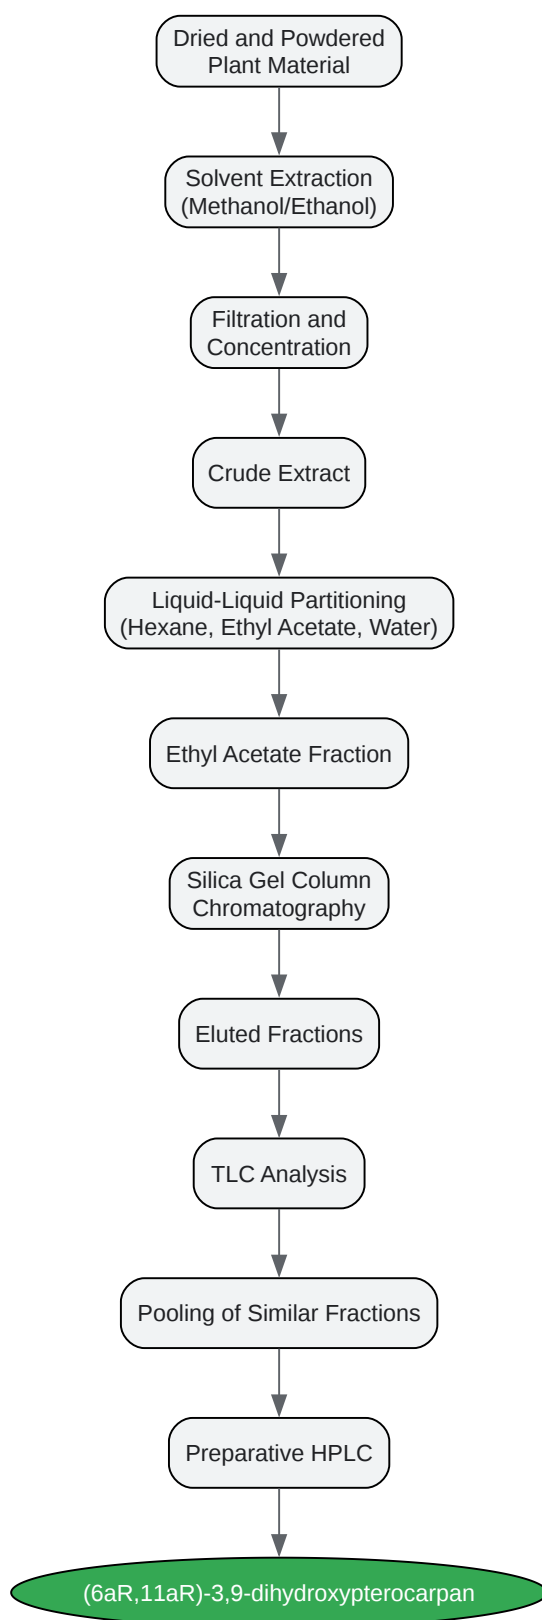 Dried and Powdered
Plant Material
Solvent Extraction
(Methanol/Ethanol)
Filtration and
Concentration
Crude Extract
Liquid-Liquid Partitioning
(Hexane, Ethyl Acetate, Water)
Ethyl Acetate Fraction
Silica Gel Column
Chromatography
Eluted Fractions
TLC Analysis
Pooling of Similar Fractions
Preparative HPLC
(6aR,11aR)-3,9-dihydroxypterocarpan